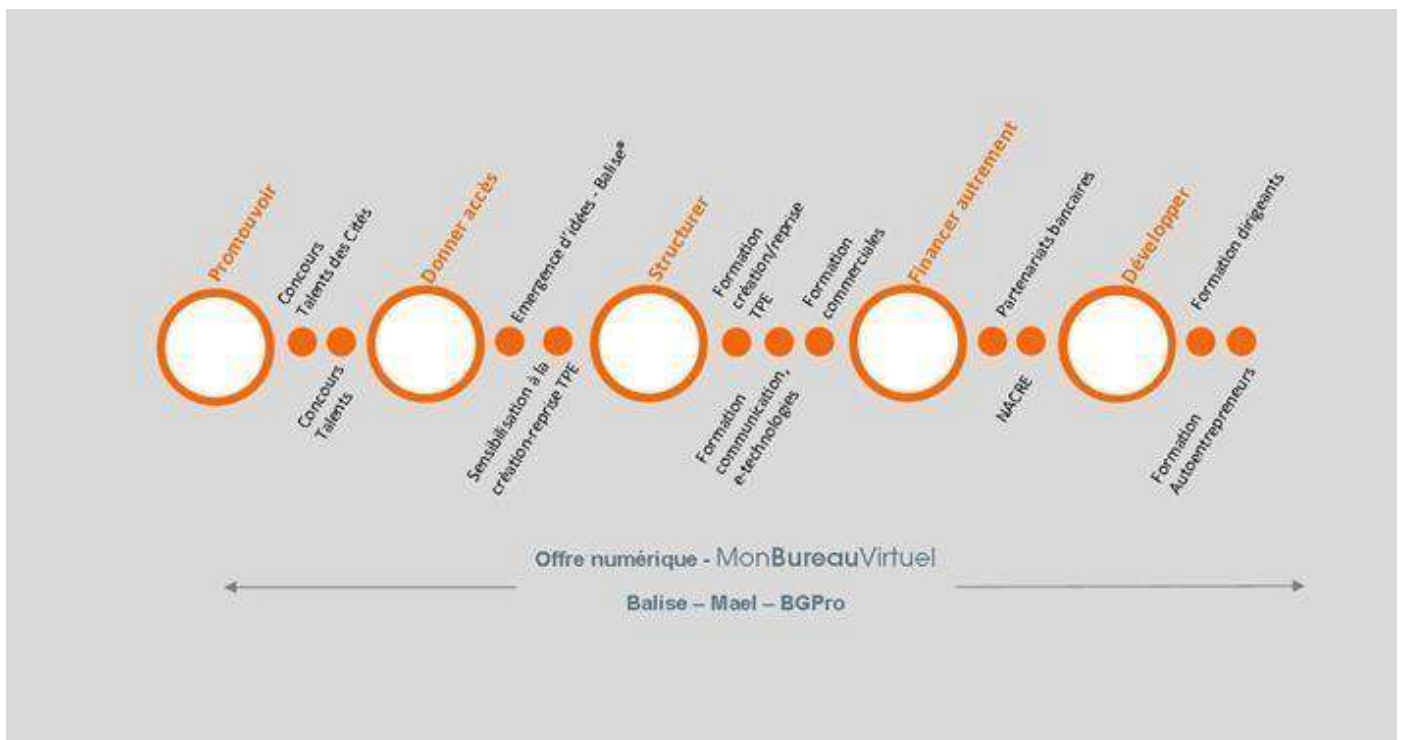 Promouvoir
Concours
Talents des Cités
Concours
Talents
Donner accès
Emergence d'idées - Balise®
Sensibilisation à la
création-reprise TPE
Structurer
Formation
création/reprise
TPE
Formation
communication,
e-technologies
Formation
commerciales
Financer autrement
Partenariats bancaires
NACRE
Développer
Formation dirigeants
Formation
Autoentrepreneurs
Offre numérique - MonBureauVirtuel
Balise – Mael – BGPro